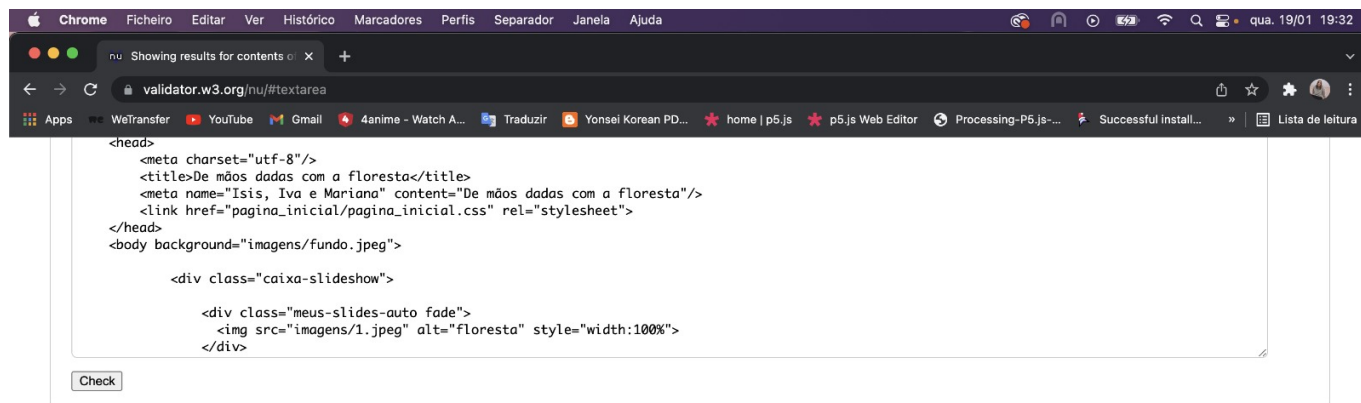 Chrome Ficheiro Editar Ver Histórico Marcadores Perfis Separador Janela Ajuda qua. 19/01 19:32
nu Showing results for contents of
validator.w3.org/nu/#textarea
Apps we WeTransfer YouTube Gmail 4anime - Watch A... Traduzir Yonsei Korean PD... home | p5.js p5.js Web Editor Processing-P5.js-... Successful install... » Lista de leitura
<head>
<meta charset="utf-8"/>
<title>De mãos dadas com a floresta</title>
<meta name="Isis, Iva e Mariana" content="De mãos dadas com a floresta"/>
<link href="pagina_inicial/pagina_inicial.css" rel="stylesheet">
</head>
<body background="imagens/fundo.jpeg">
<div class="caixa-slideshow">
<div class="meus-slides-auto fade">
<img src="imagens/1.jpeg" alt="floresta" style="width:100%">
</div>
Check